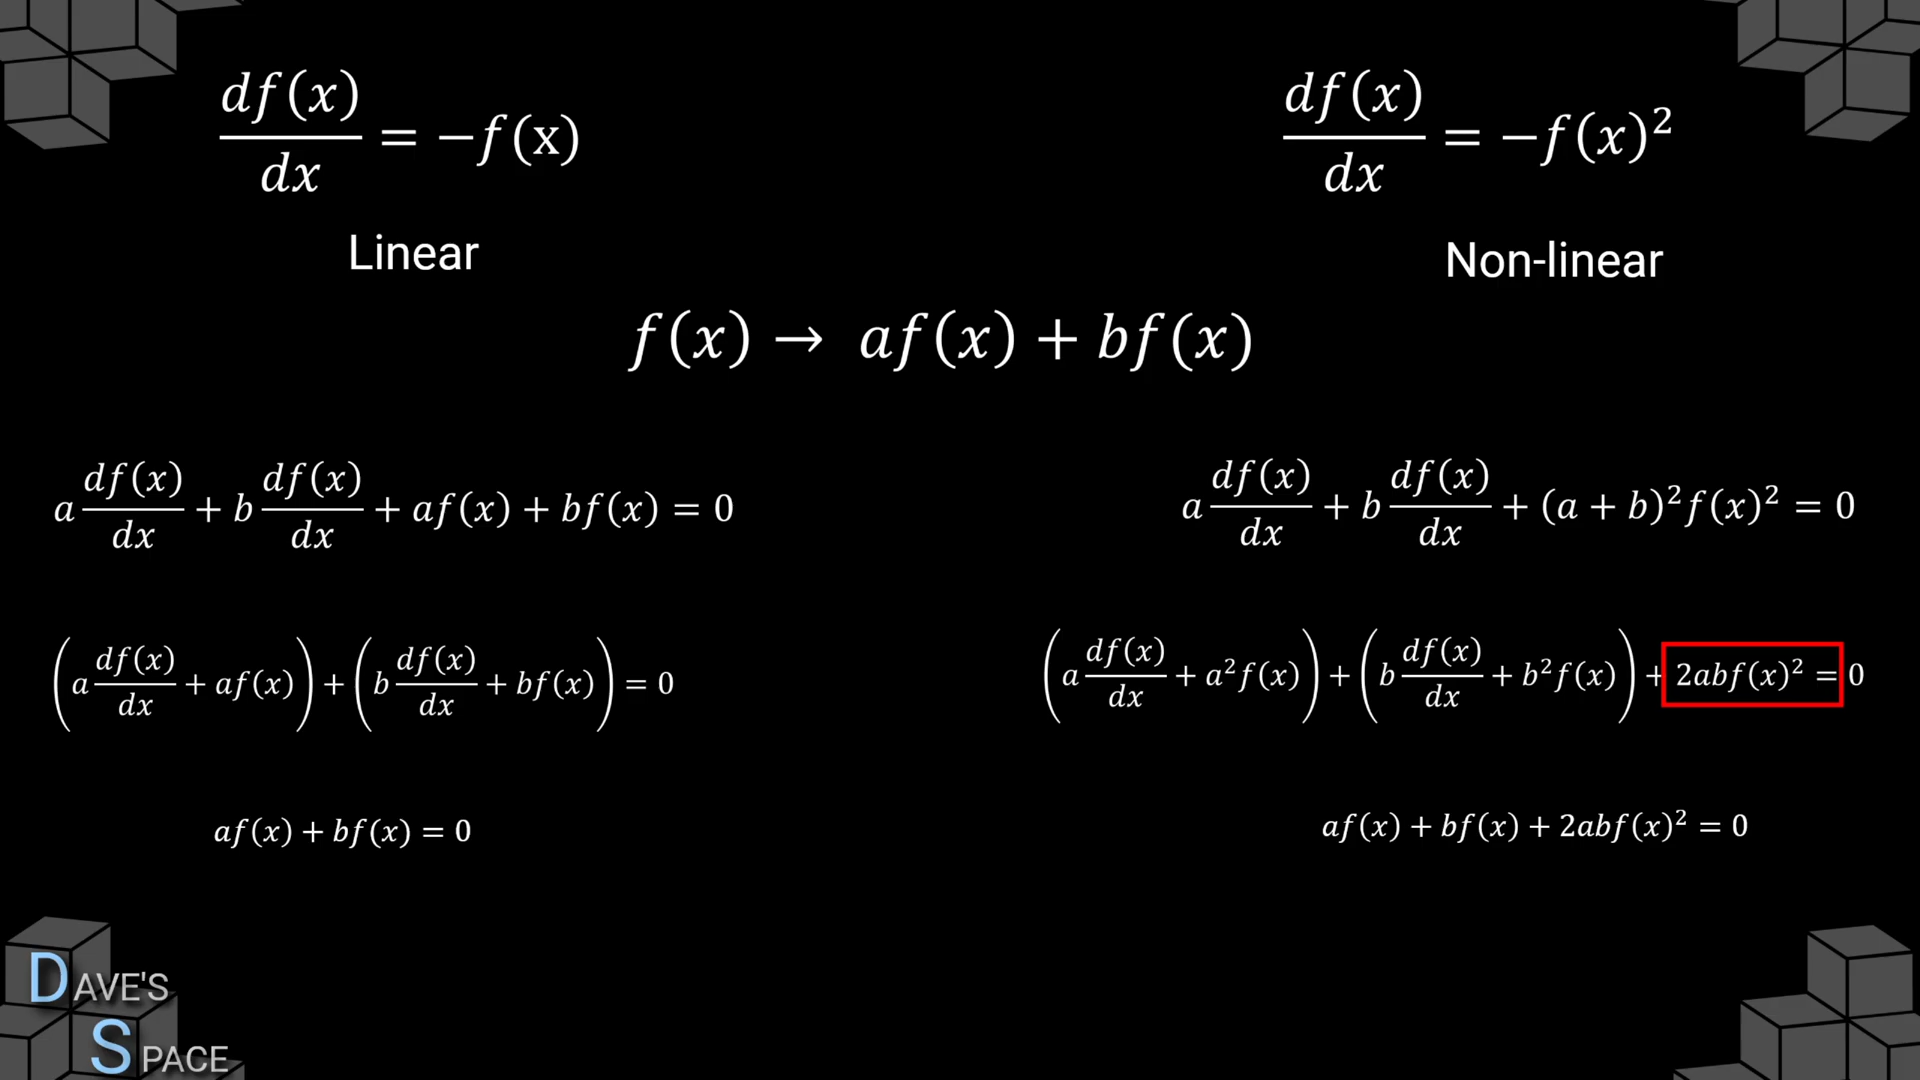 df(x)/dx = −f(x)
df(x)/dx = −f(x)²
Linear
Non-linear
f(x) → af(x) + bf(x)
a df(x)/dx + b df(x)/dx + af(x) + bf(x) = 0
a df(x)/dx + b df(x)/dx + (a + b)²f(x)² = 0
(a df(x)/dx + af(x)) + (b df(x)/dx + bf(x)) = 0
(a df(x)/dx + a²f(x)) + (b df(x)/dx + b²f(x)) + 2abf(x)² = 0
af(x) + bf(x) = 0
af(x) + bf(x) + 2abf(x)² = 0
DAVE'S
SPACE